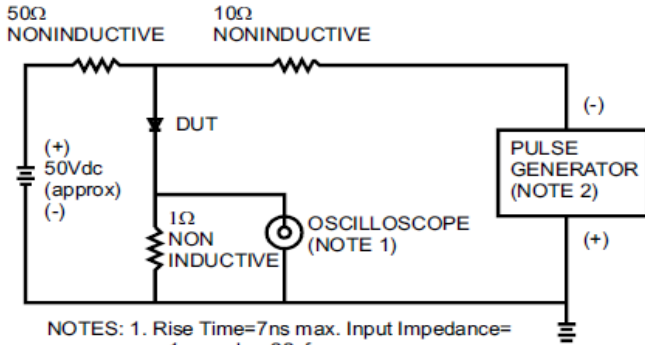 50Ω
NONINDUCTIVE
10Ω
NONINDUCTIVE
DUT
(+)
50Vdc
(approx)
(-)
1Ω
NON
INDUCTIVE
OSCILLOSCOPE
(NOTE 1)
(-)
PULSE
GENERATOR
(NOTE 2)
(+)
NOTES: 1. Rise Time=7ns max. Input Impedance=